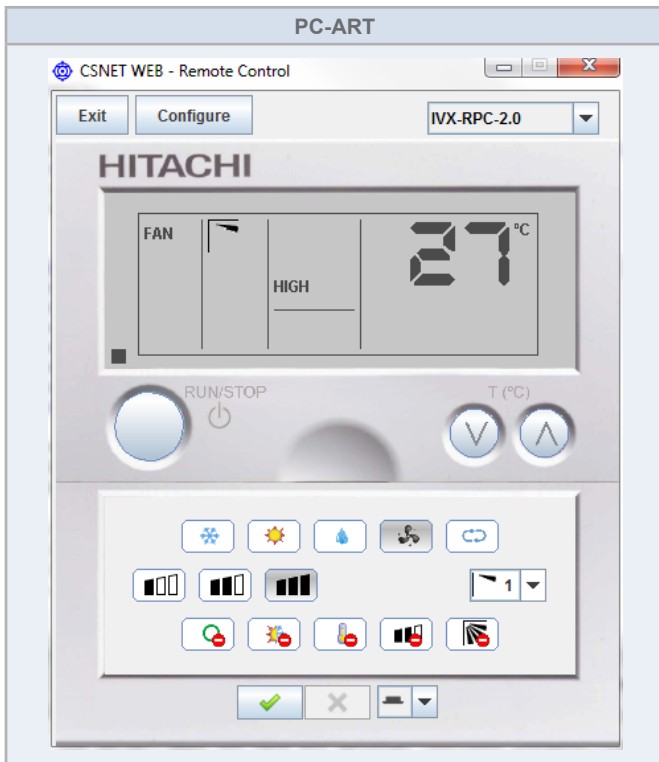 PC-ART
CSNET WEB - Remote Control
Exit Configure IVX-RPC-2.0
HITACHI
FAN 27 °C
HIGH
RUN/STOP T (ºC)
1